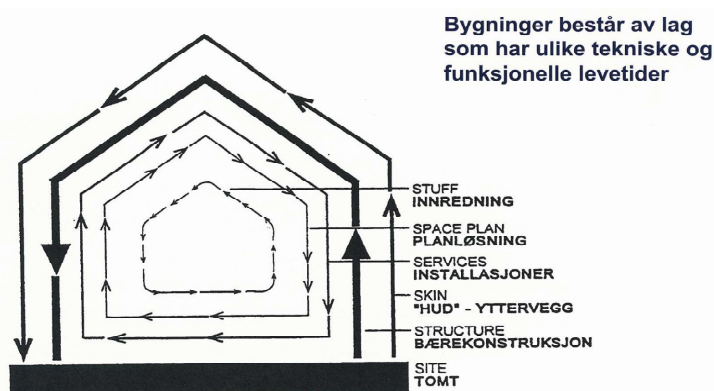 Bygninger består av lag
som har ulike tekniske og
funksjonelle levetider
STUFF
INNREDNING
SPACE PLAN
PLANLØSNING
SERVICES
INSTALLASJONER
SKIN
"HUD" - YTTERVEGG
STRUCTURE
BÆREKONSTRUKSJON
SITE
TOMT